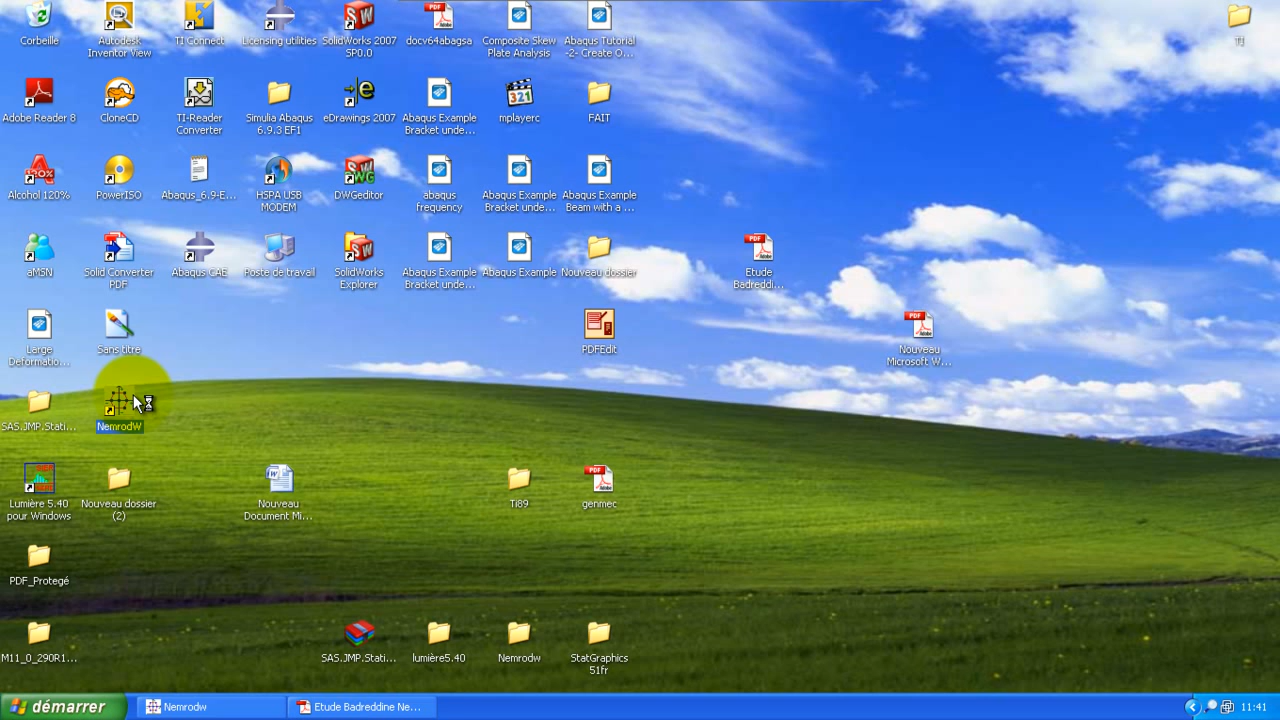 Corbeille
Autodesk
Inventor View
TI Connect
Licensing utilities
SolidWorks 2007
SP0.0
docv64abaqsa
Composite Skew
Plate Analysis
Abaqus Tutorial
-2- Create O...
TI
Adobe Reader 8
CloneCD
TI-Reader
Converter
Simulia Abaqus
6.9.3 EF1
eDrawings 2007
Abaqus Example
Bracket unde...
mplayerc
FAIT
Alcohol 120%
PowerISO
Abaqus_6.9-E...
HSPA USB
MODEM
DWGeditor
abaqus
frequency
Abaqus Example
Bracket unde...
Abaqus Example
Beam with a ...
aMSN
Solid Converter
PDF
Abaqus CAE
Poste de travail
SolidWorks
Explorer
Abaqus Example
Bracket unde...
Abaqus Example
Nouveau dossier
Etude
Badreddi...
Large
Deformatio...
Sans titre
PDFEdit
Nouveau
Microsoft W...
SAS.JMP.Stati...
NemrodW
Lumière 5.40
pour Windows
Nouveau dossier
(2)
Nouveau
Document Mi...
Ti89
genmec
PDF_Protegé
M11_0_290R1...
SAS.JMP.Stati...
lumière5.40
Nemrodw
StatGraphics
51fr
démarrer
Nemrodw
Etude Badreddine Ne...
11:41